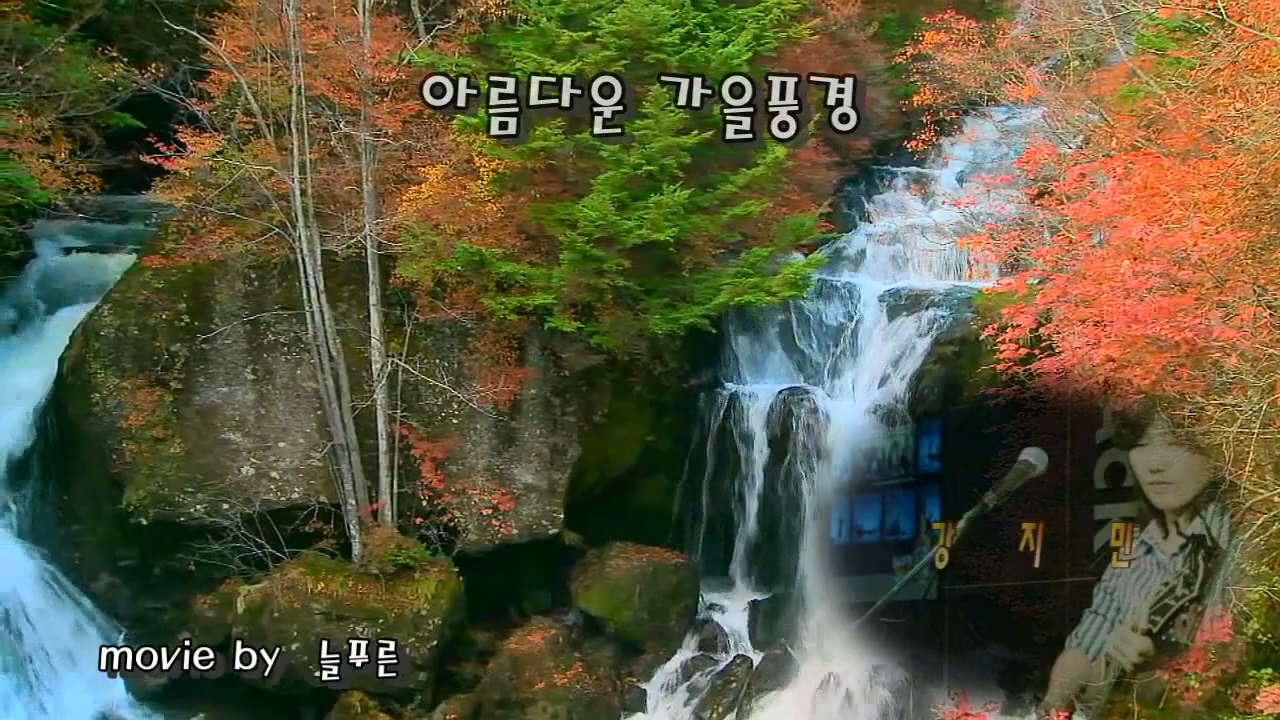 아름다운 가을풍경
강 지 민
movie by 늘푸른